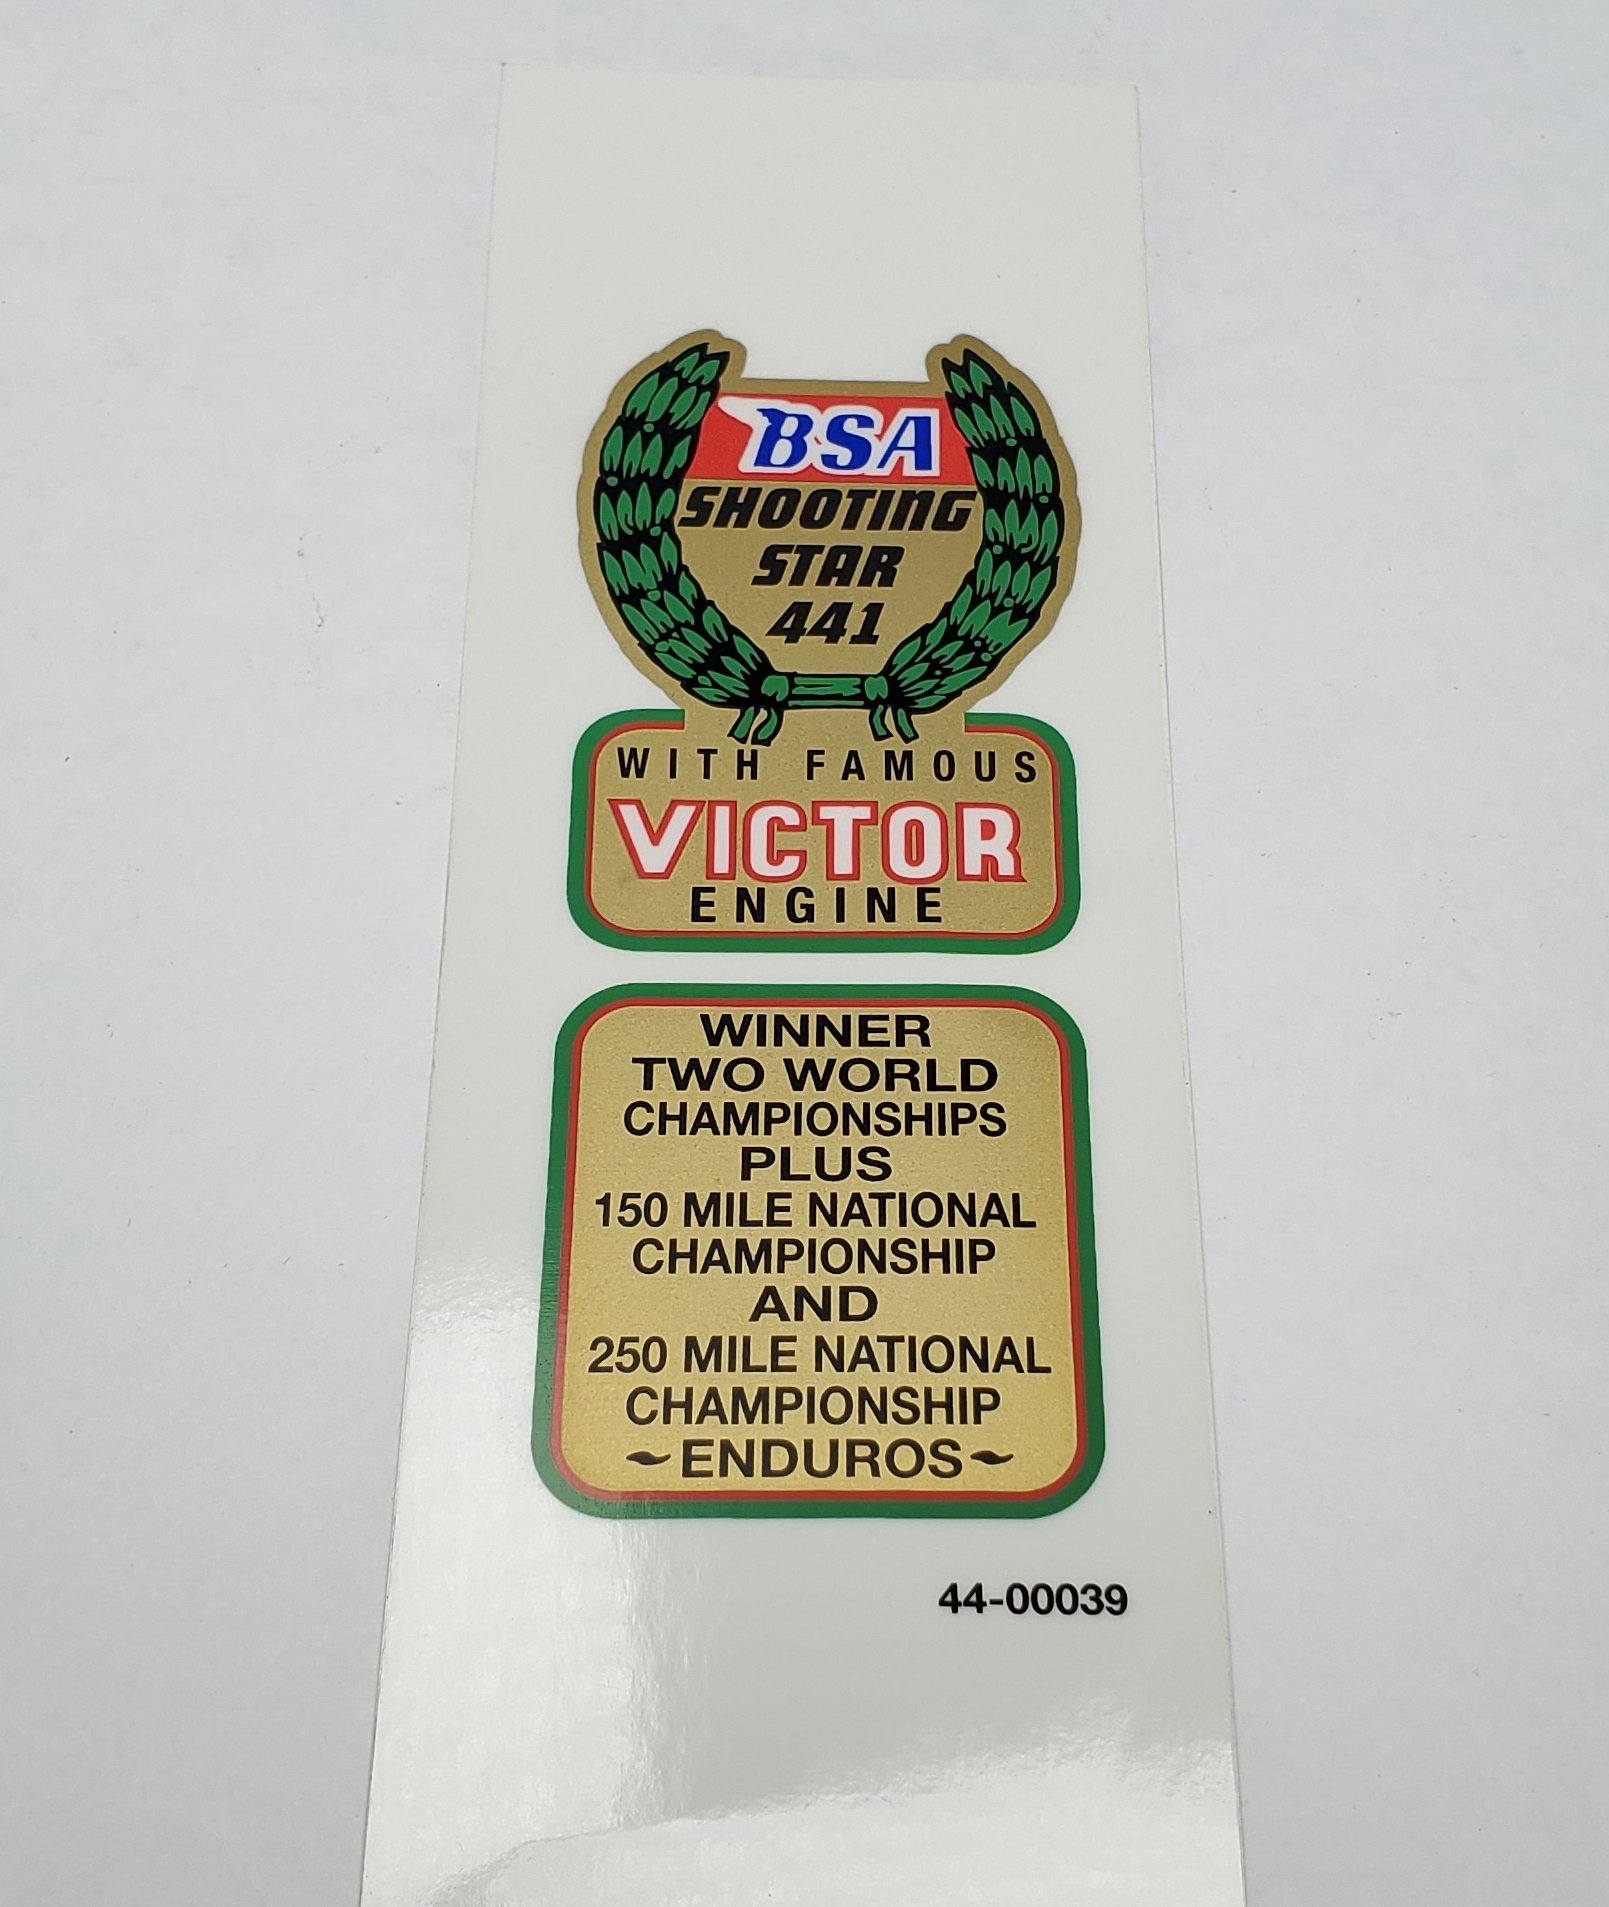 BSA
SHOOTING
STAR
441
WITH FAMOUS
VICTOR
ENGINE
WINNER
TWO WORLD
CHAMPIONSHIPS
PLUS
150 MILE NATIONAL
CHAMPIONSHIP
AND
250 MILE NATIONAL
CHAMPIONSHIP
~ENDUROS~
44-00039